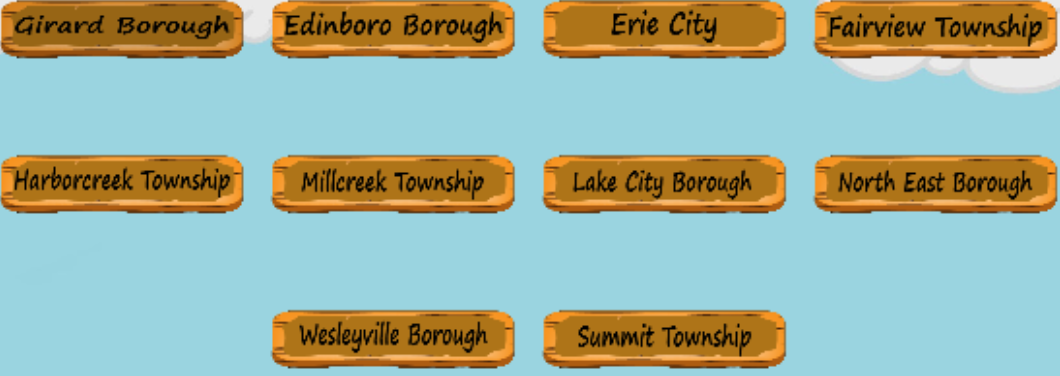 Girard Borough
Edinboro Borough
Erie City
Fairview Township
Harborcreek Township
Millcreek Township
Lake City Borough
North East Borough
Wesleyville Borough
Summit Township